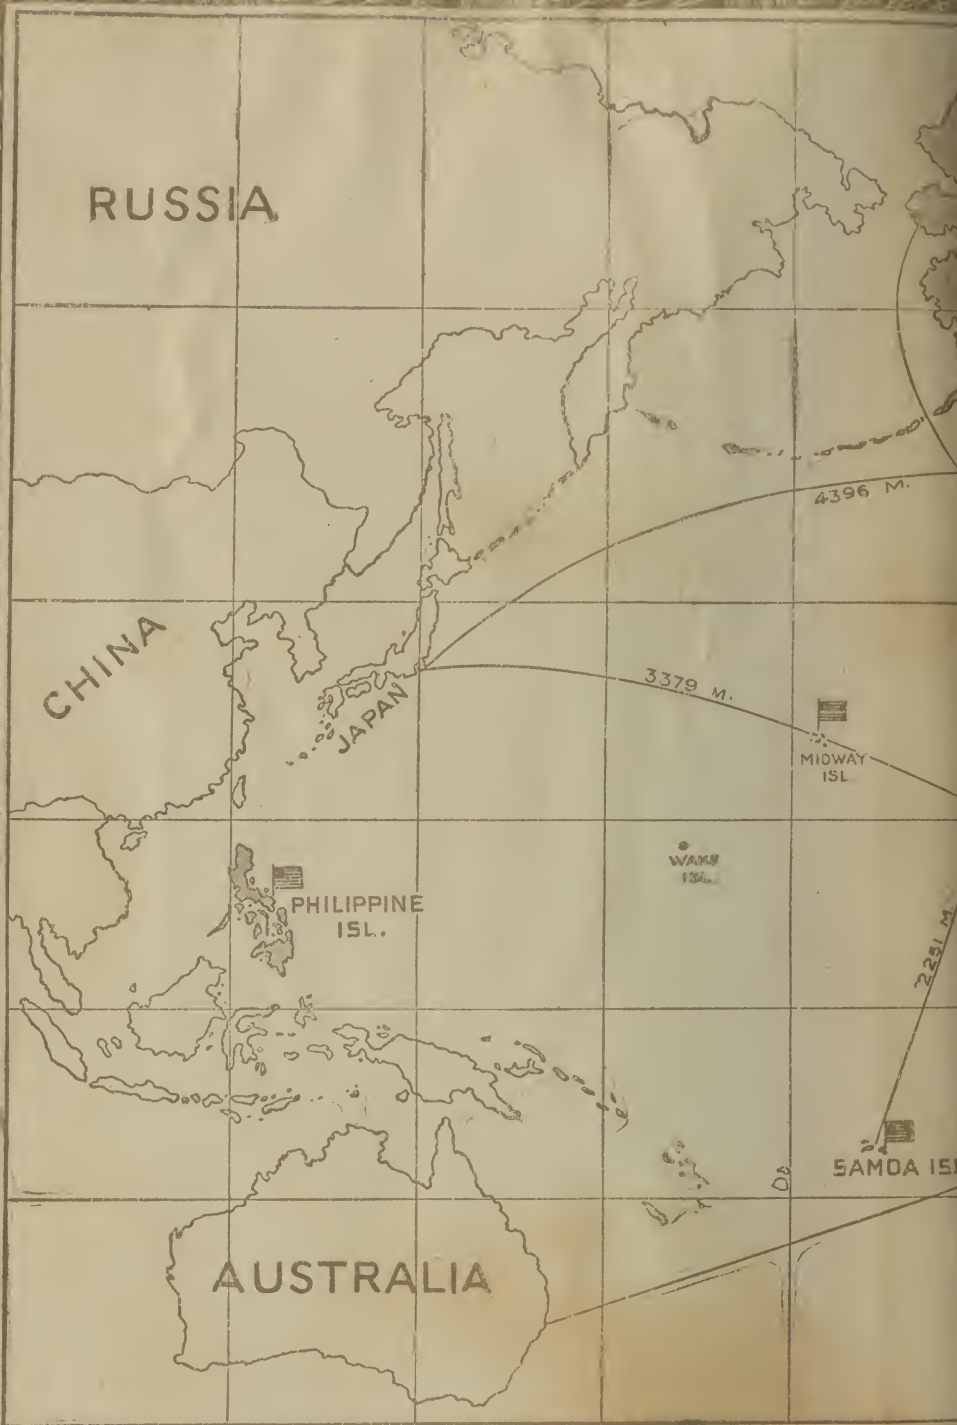 RUSSIA
4396 M.
CHINA
3379 M.
JAPAN
MIDWAY
ISL
WAKE
ISL.
PHILIPPINE
ISL.
2251 M.
SAMOA ISL
AUSTRALIA